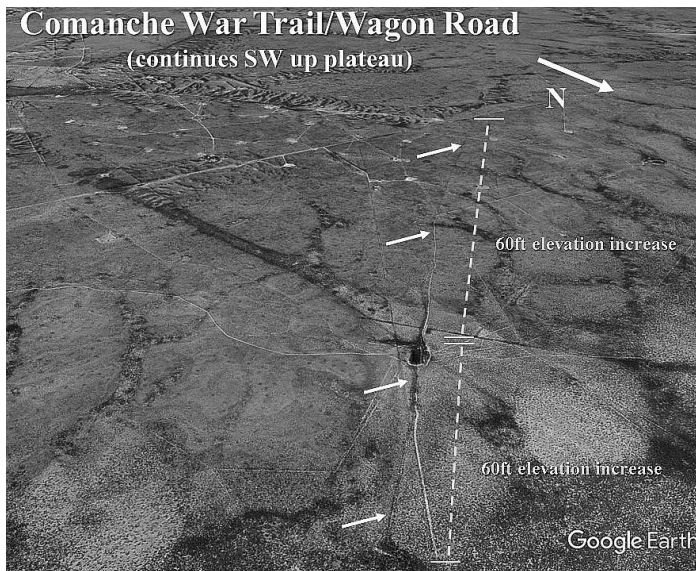 Comanche War Trail/Wagon Road
(continues SW up plateau)
N
60ft elevation increase
60ft elevation increase
Google Earth